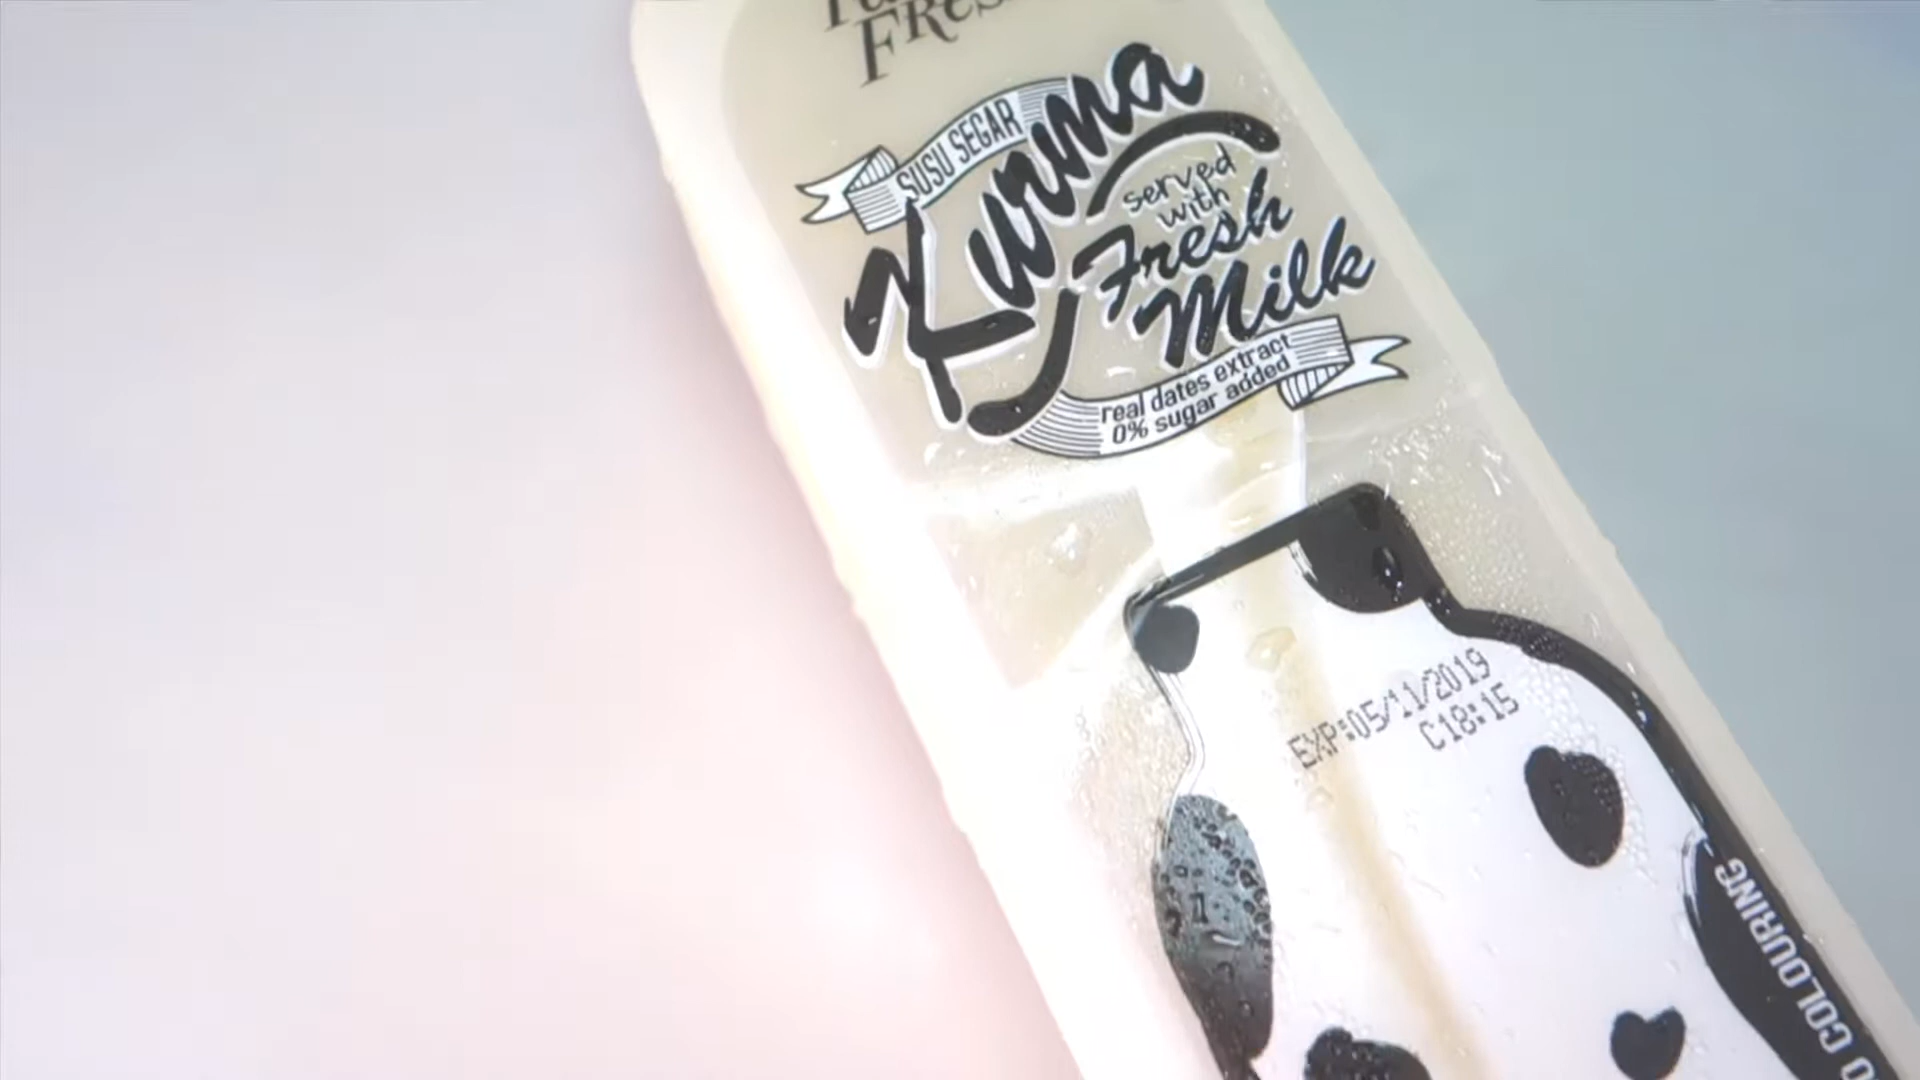 SUSU SEGAR
Kurma
served
with
Fresh
Milk
real dates extract
0% sugar added
EXP:05/11/2019
C18:15
COLOURING